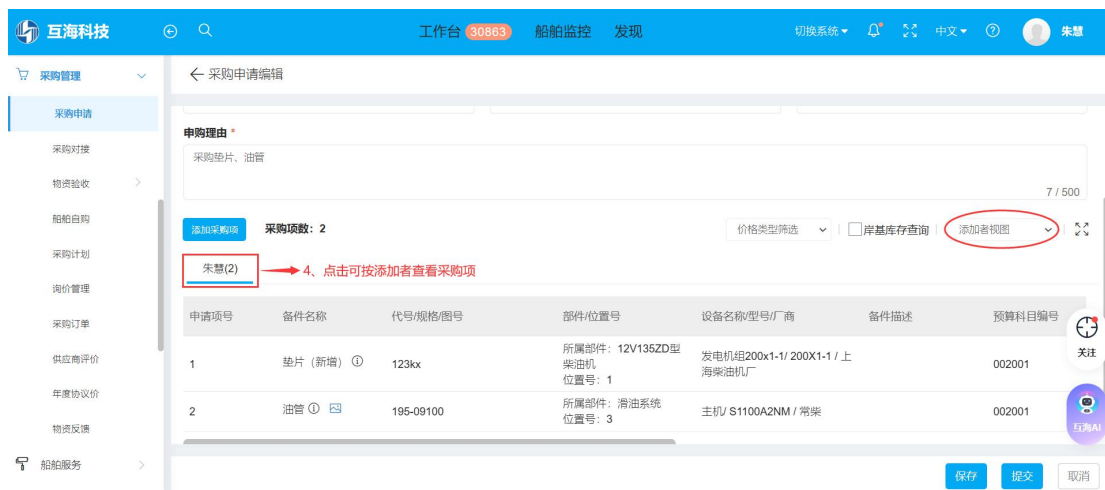 互海科技
工作台 30863 船舶监控 发现
切换系统 中文 朱慧
采购管理
采购申请
采购对接
物资验收
船舶自购
采购计划
询价管理
采购订单
供应商评价
年度协议价
物资反馈
船舶服务
采购申请编辑
申购理由 *
采购垫片、油管
7 / 500
添加采购项 采购项数：2 价格类型筛选 岸基库存查询 添加者视图
朱慧(2) 4、点击可按添加者查看采购项
申请项号 备件名称 代号/规格/图号 部件/位置号 设备名称/型号/厂商 备件描述 预算科目编号
1 垫片（新增） 123kx 所属部件：12V135ZD型柴油机 位置号：1 发电机组200x1-1/ 200X1-1 / 上海柴油机厂 002001
2 油管 195-09100 所属部件：滑油系统 位置号：3 主机/ S1100A2NM / 常柴 002001
关注
互海AI
保存 提交 取消